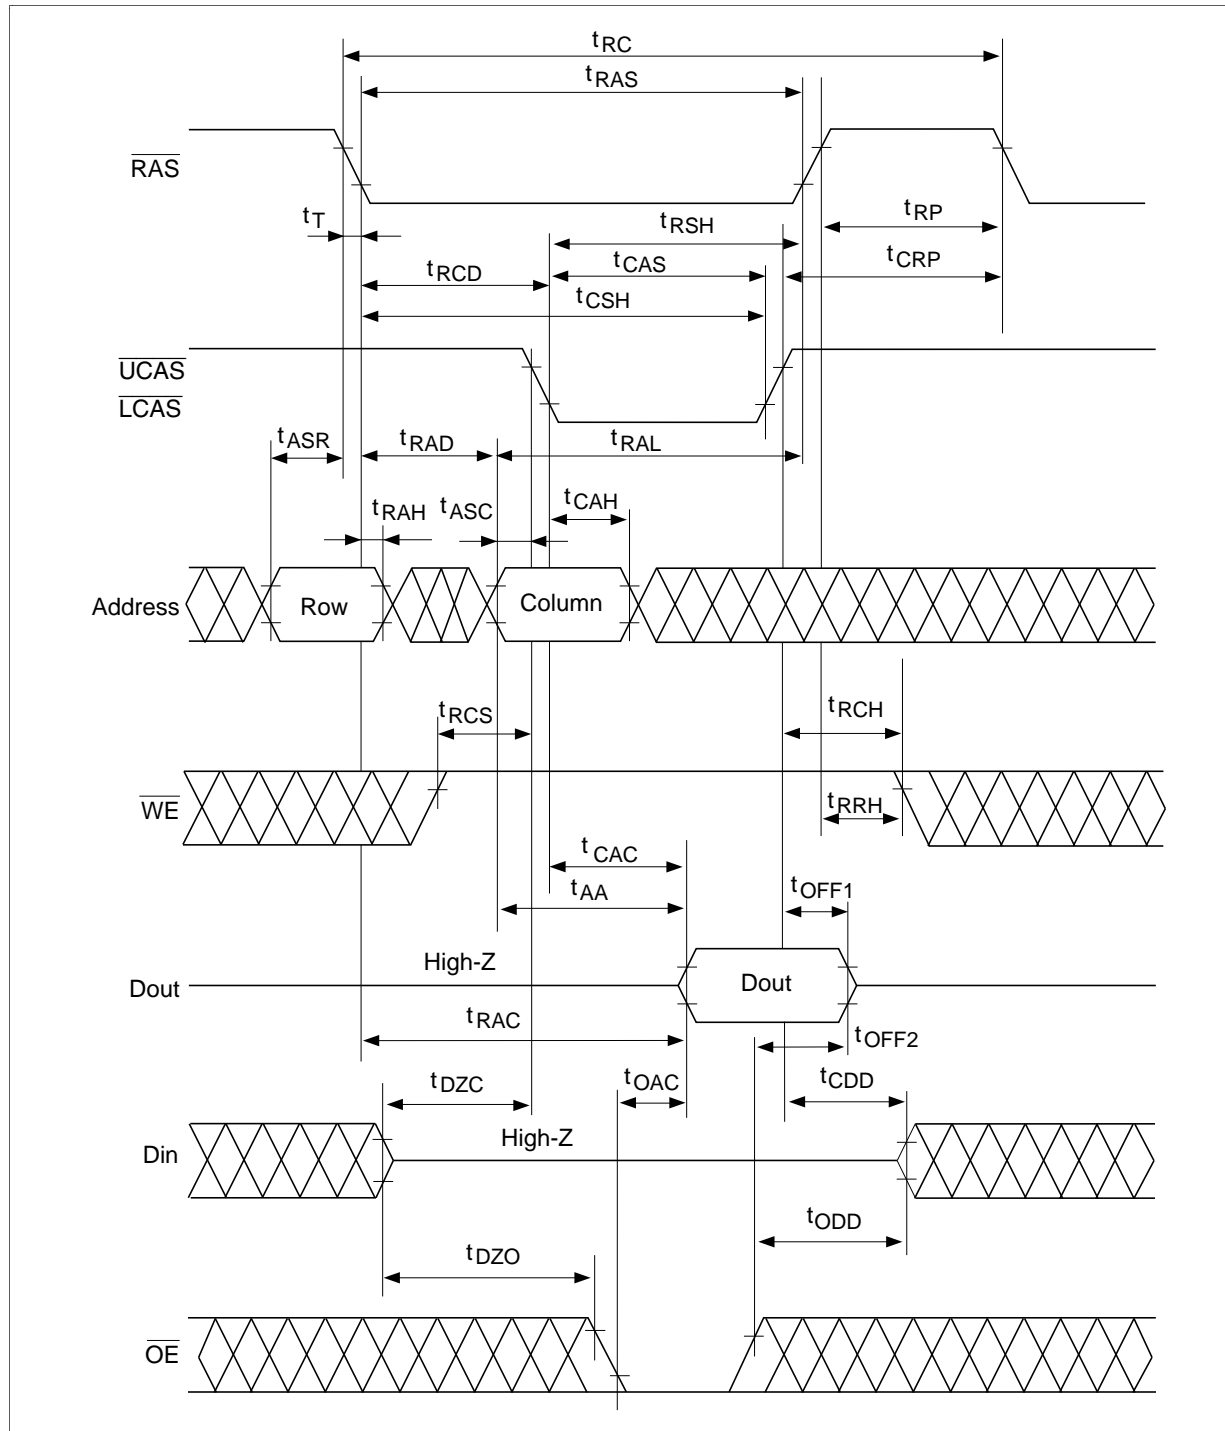 tRC
tRAS
RAS
tT
tRP
tRSH
tCRP
tCAS
tRCD
tCSH
UCAS
LCAS
tASR
tRAD
tRAL
tRAH
tASC
tCAH
Address
Row
Column
tRCS
tRCH
WE
tRRH
tCAC
tAA
tOFF1
High-Z
Dout
Dout
tRAC
tOFF2
tDZC
tOAC
tCDD
Din
High-Z
tODD
tDZO
OE